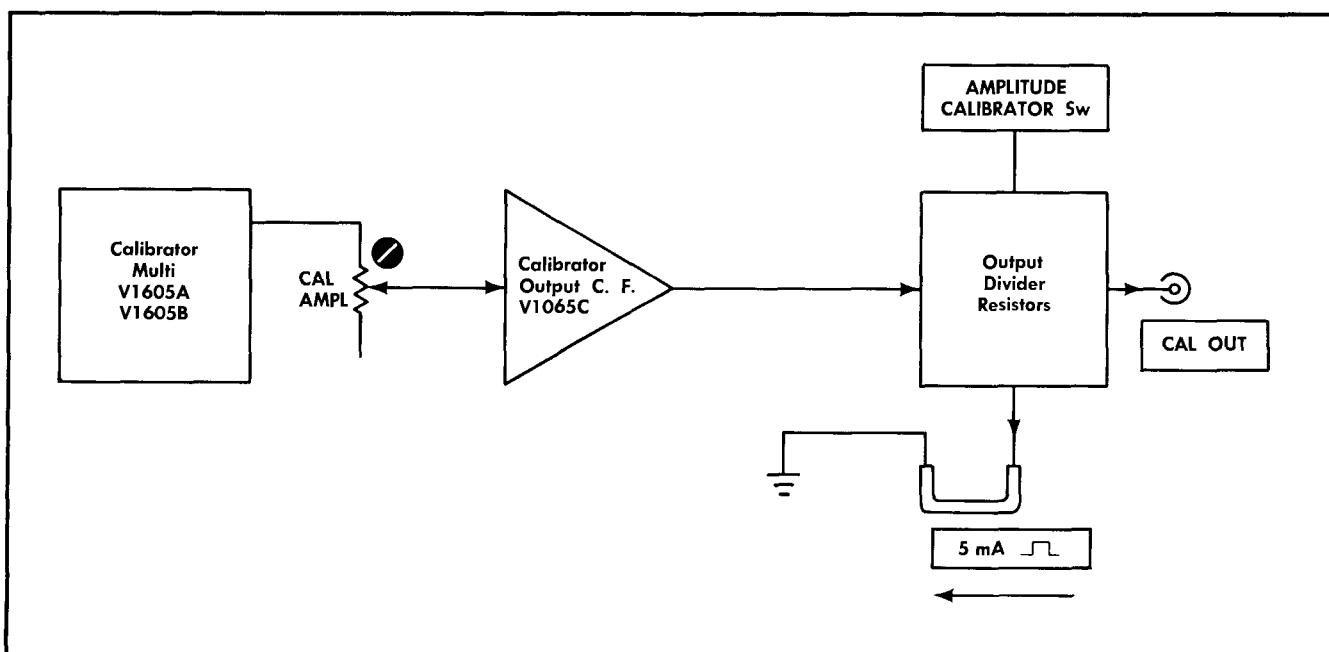 AMPLITUDE
CALIBRATOR Sw
Calibrator
Multi
V1605A
V1605B
CAL
AMPL
Calibrator
Output C. F.
V1065C
Output
Divider
Resistors
CAL OUT
5 mA